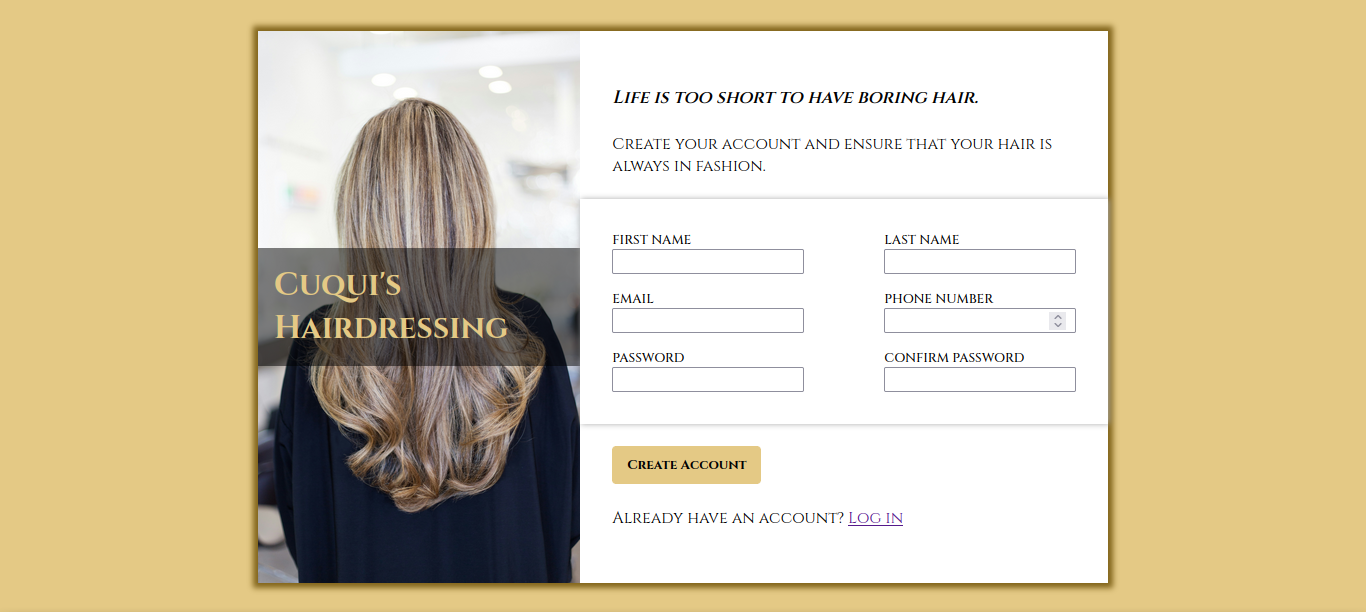 Cuqui's
Hairdressing
Life is too short to have boring hair.
Create your account and ensure that your hair is
always in fashion.
First Name
Last Name
Email
Phone Number
Password
Confirm Password
Create Account
Already have an account? Log in